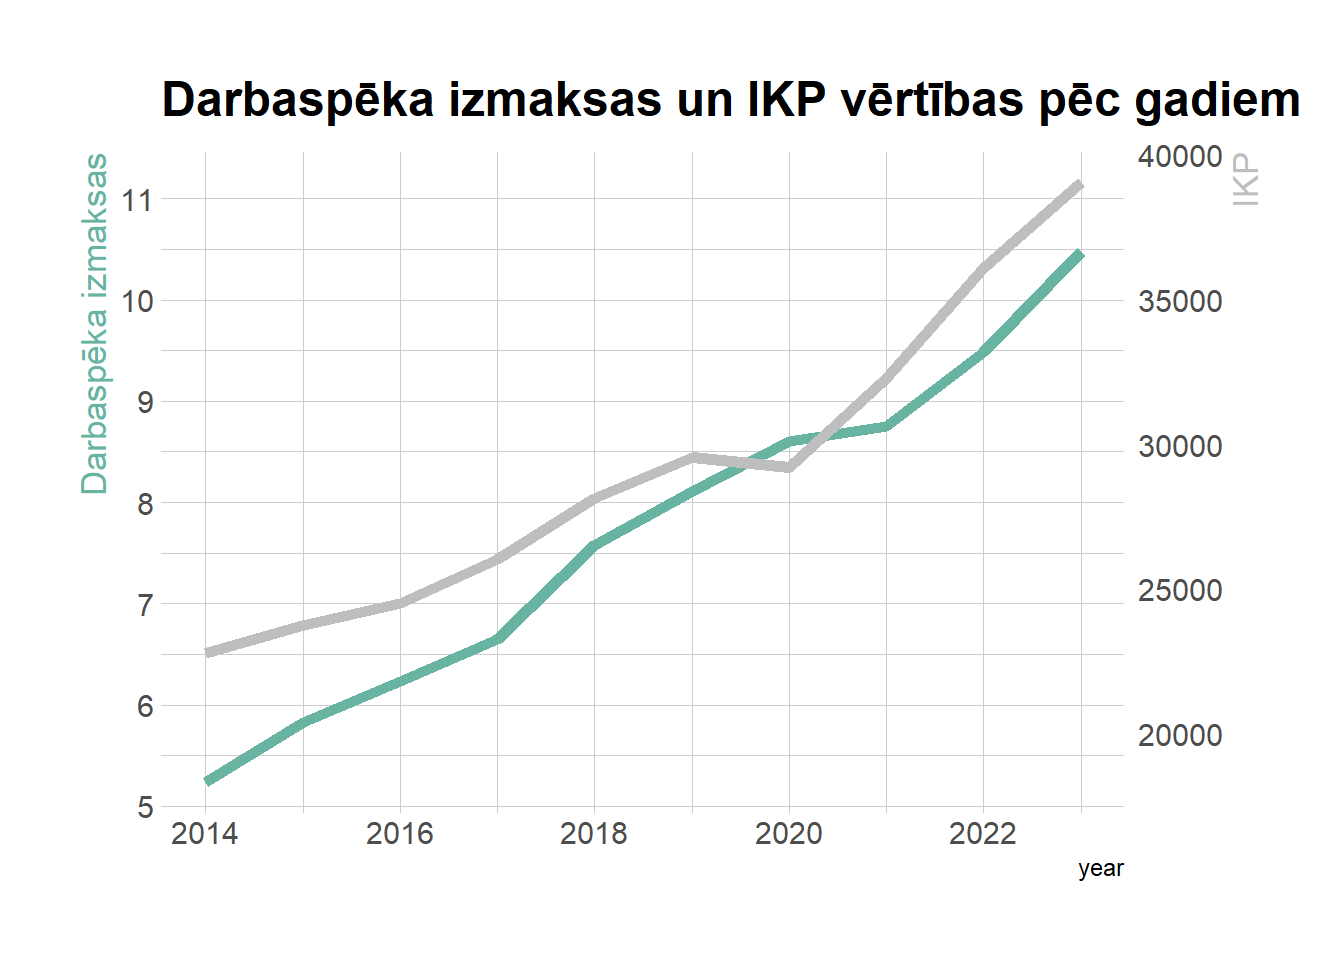 Darbaspēka izmaksas un IKP vērtības pēc gadiem
Darbaspēka izmaksas
11
10
9
8
7
6
5
40000
35000
30000
25000
20000
IKP
2014 2016 2018 2020 2022
year